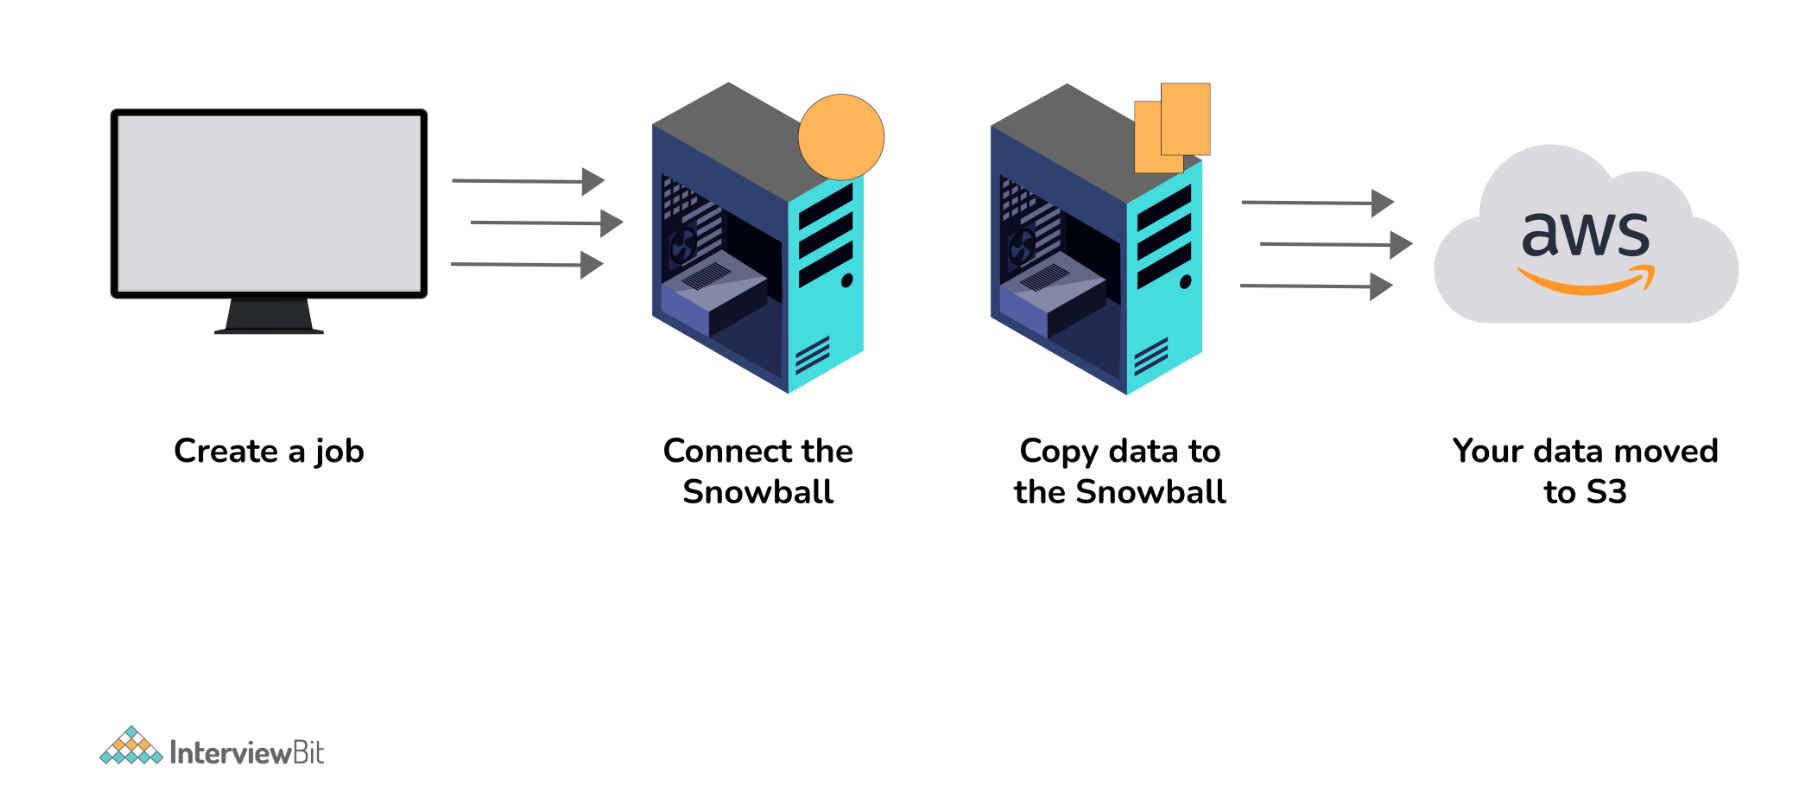 aws
Create a job
Connect the
Snowball
Copy data to
the Snowball
Your data moved
to S3
InterviewBit